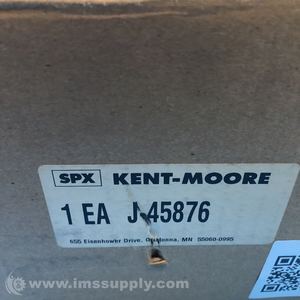 SPX KENT-MOORE
1 EA J-45876
655 Eisenhower Drive, Owatonna, MN 55060-0995
© www.imssupply.com